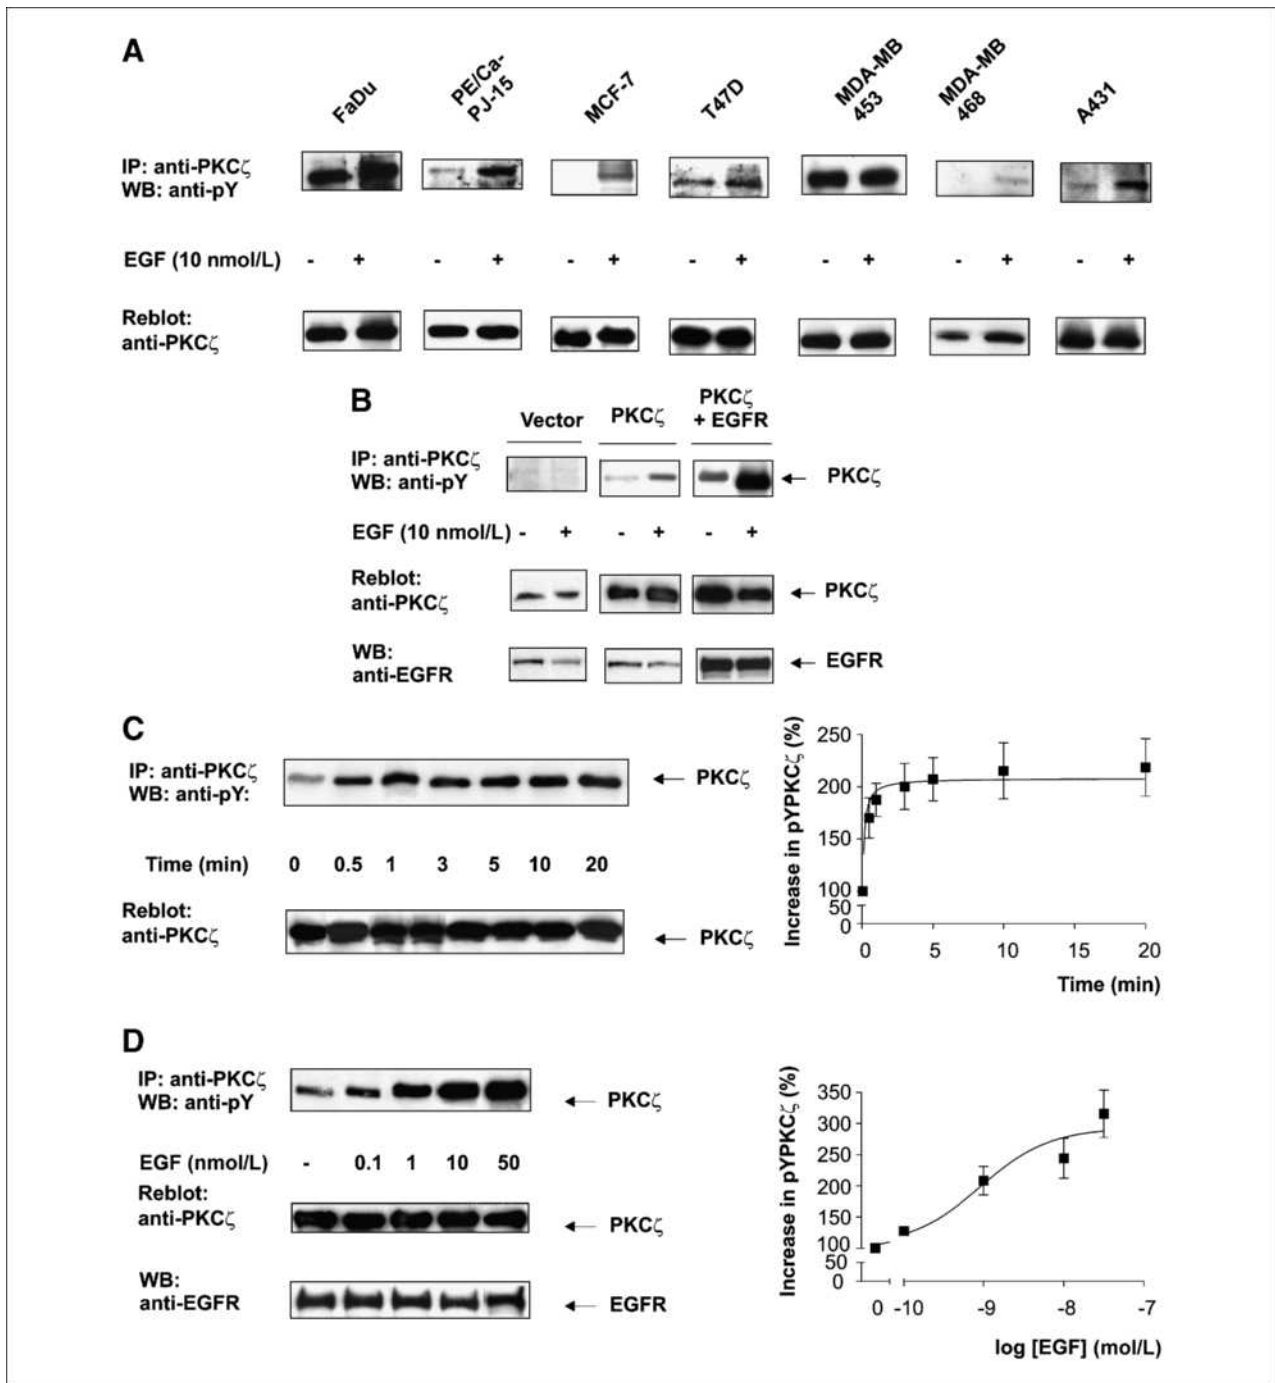 A
FaDu
PE/Ca-
PJ-15
MCF-7
T47D
MDA-MB
453
MDA-MB
468
A431
IP: anti-PKCζ
WB: anti-pY
EGF (10 nmol/L) - + - + - + - + - + - + - +
Reblot:
anti-PKCζ
B
Vector
PKCζ
PKCζ
+ EGFR
IP: anti-PKCζ
WB: anti-pY
PKCζ
EGF (10 nmol/L) - + - + - +
Reblot:
anti-PKCζ
PKCζ
WB:
anti-EGFR
EGFR
C
IP: anti-PKCζ
WB: anti-pY:
PKCζ
Time (min) 0 0.5 1 3 5 10 20
Reblot:
anti-PKCζ
PKCζ
Increase in pYPKCζ (%)
250
200
150
100
50
0
0 5 10 15 20
Time (min)
D
IP: anti-PKCζ
WB: anti-pY
PKCζ
EGF (nmol/L) - 0.1 1 10 50
Reblot:
anti-PKCζ
PKCζ
WB:
anti-EGFR
EGFR
Increase in pYPKCζ (%)
350
300
250
200
150
100
50
0
0 -10 -9 -8 -7
log [EGF] (mol/L)